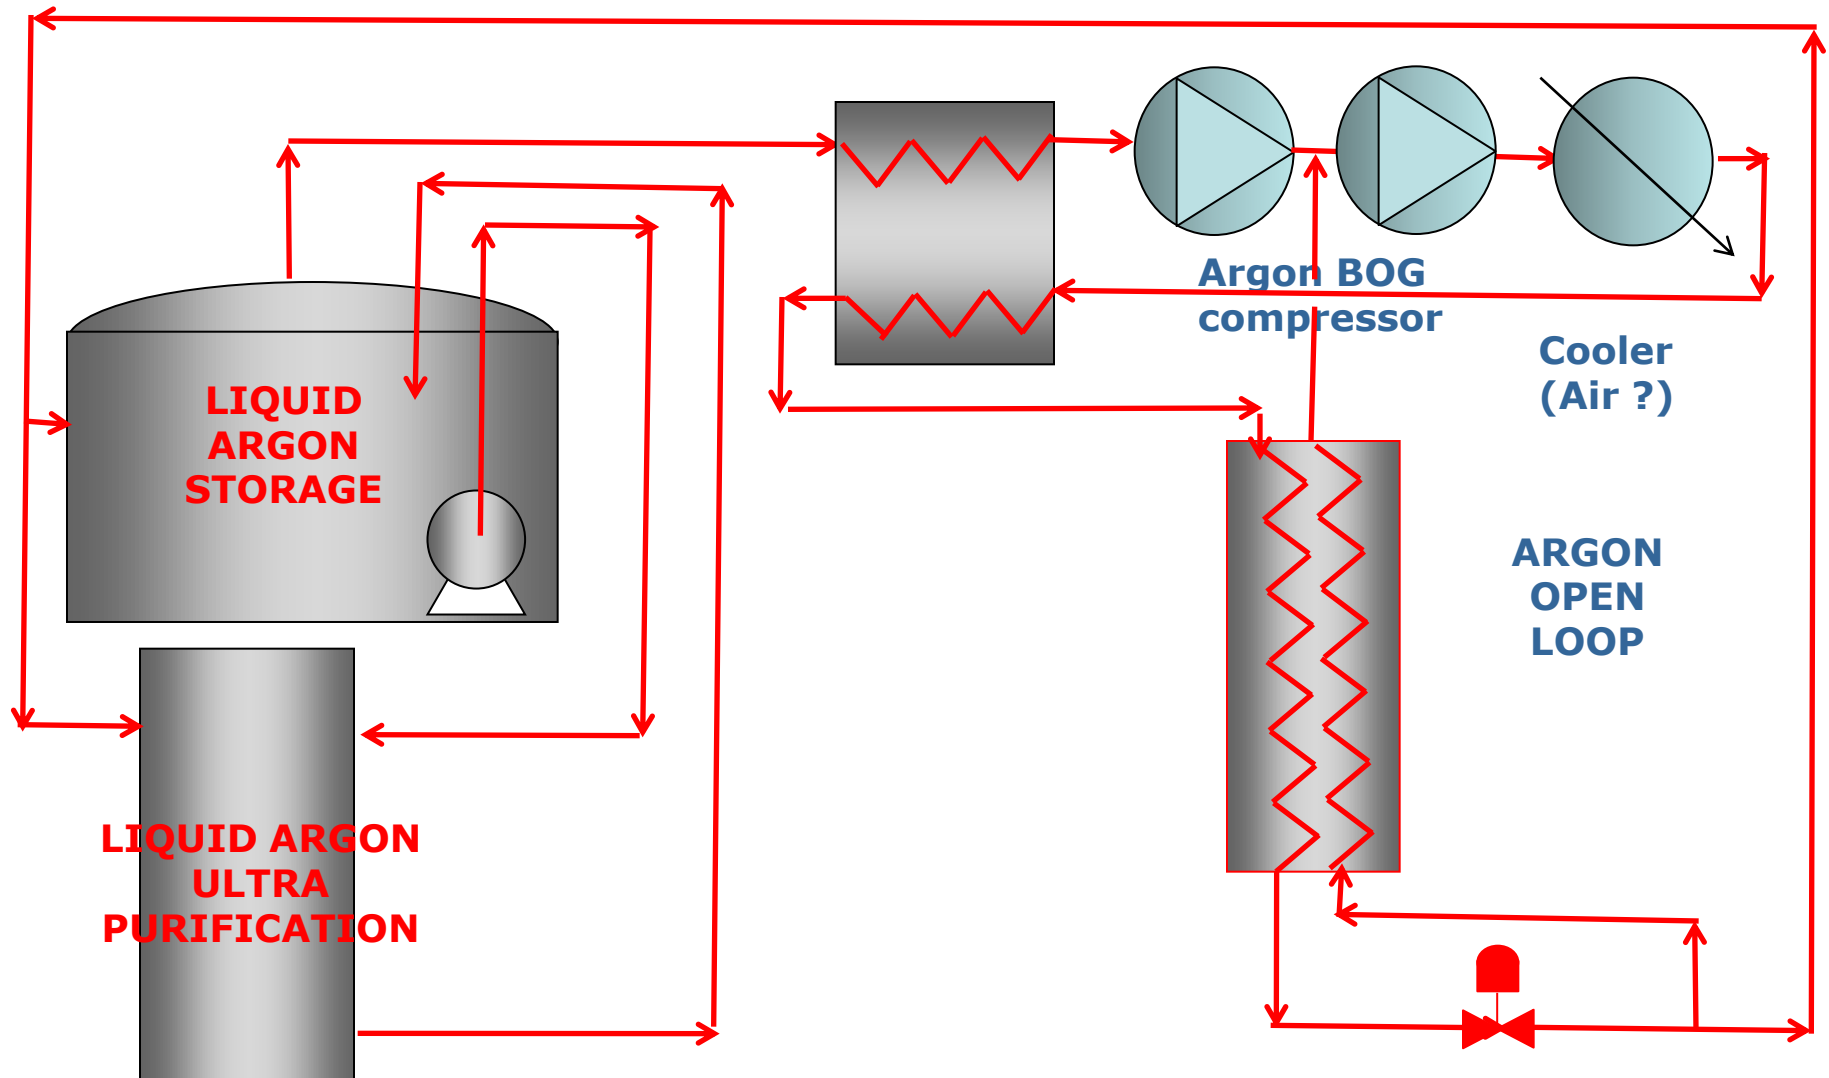 Argon BOG
compressor
Cooler
(Air ?)
LIQUID
ARGON
STORAGE
ARGON
OPEN
LOOP
LIQUID ARGON
ULTRA
PURIFICATION